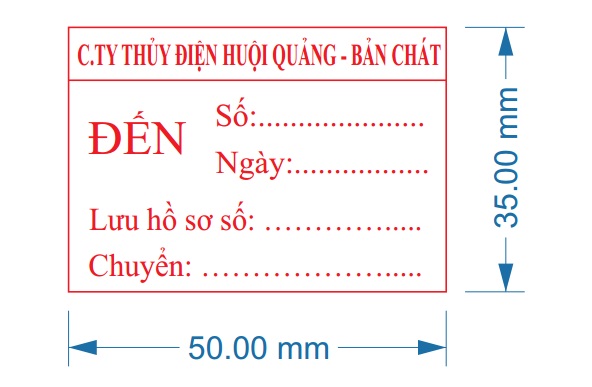 C.TY THỦY ĐIỆN HUỘI QUẢNG - BẢN CHÁT
ĐẾN
Số:.....................
Ngày:.................
Lưu hồ sơ số: ………….....
Chuyển: ……………….....
35.00 mm
50.00 mm